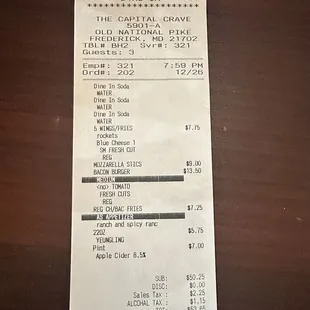 THE CAPITAL CRAVE
5901-A
OLD NATIONAL PIKE
FREDERICK, MD 21702
TBL# BH2 Svr#: 321
Guests: 3
Emp#: 321 7:59 PM
Ord#: 202 12/26
Dine In Soda
WATER
Dine In Soda
WATER
Dine In Soda
WATER
5 WINGS/FRIES $7.75
rockets
Blue Cheese 1
SM FRESH CUT
REG
MOZZARELLA STICS $9.00
BACON BURGER $13.50
MEDIUM
<no> TOMATO
FRESH CUTS
REG
REG CH/BAC FRIES $7.25
AS APPETIZER
ranch and spicy ranc
22OZ $5.75
YEUNGLING
Pint $7.00
Apple Cider 8.5%
SUB: $50.25
DISC: $0.00
Sales Tax : $2.25
ALCOHAL TAX : $1.15
TOT: $53.65